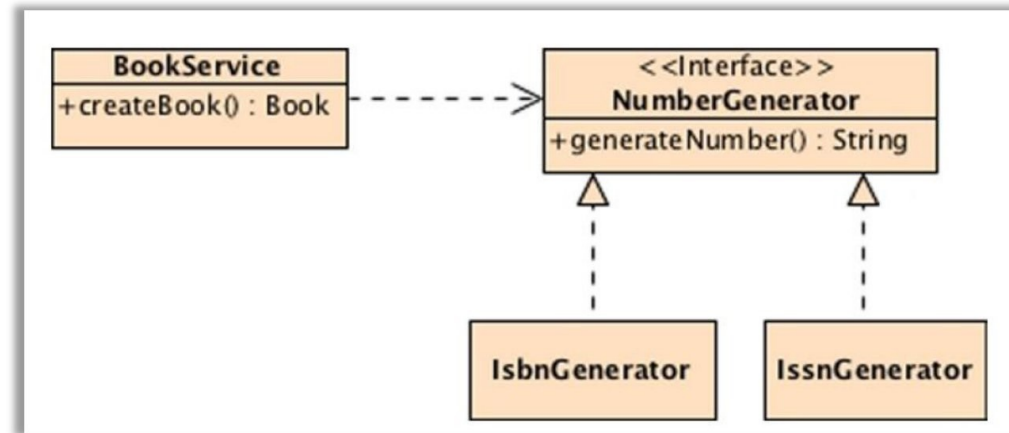 BookService
+createBook() : Book
<<Interface>>
NumberGenerator
+generateNumber() : String
IsbnGenerator
IssnGenerator